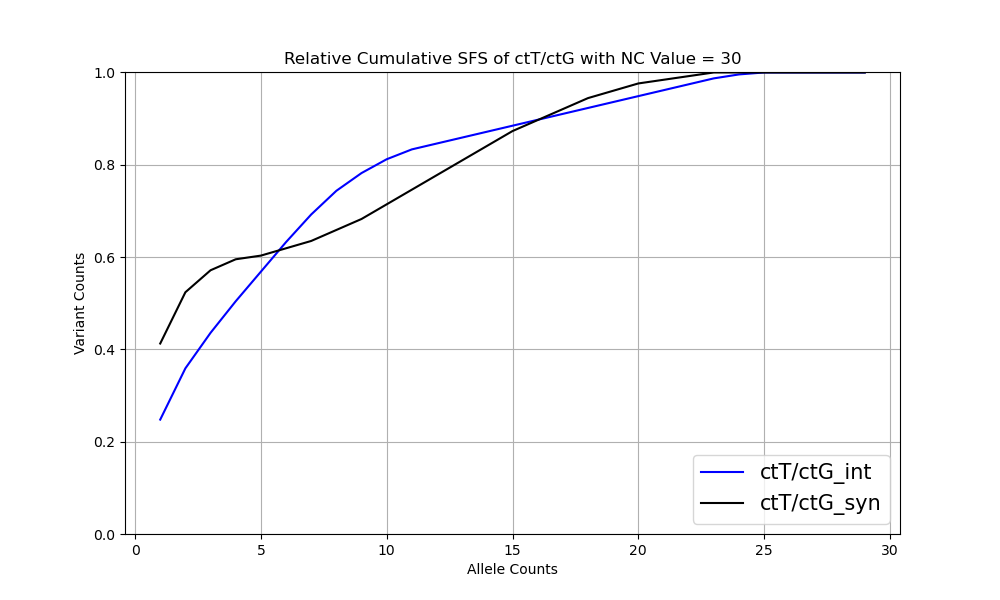 Relative Cumulative SFS of ctT/ctG with NC Value = 30
1.0
0.8
0.6
0.4
0.2
0.0
Variant Counts
0 5 10 15 20 25 30
Allele Counts
ctT/ctG_int
ctT/ctG_syn